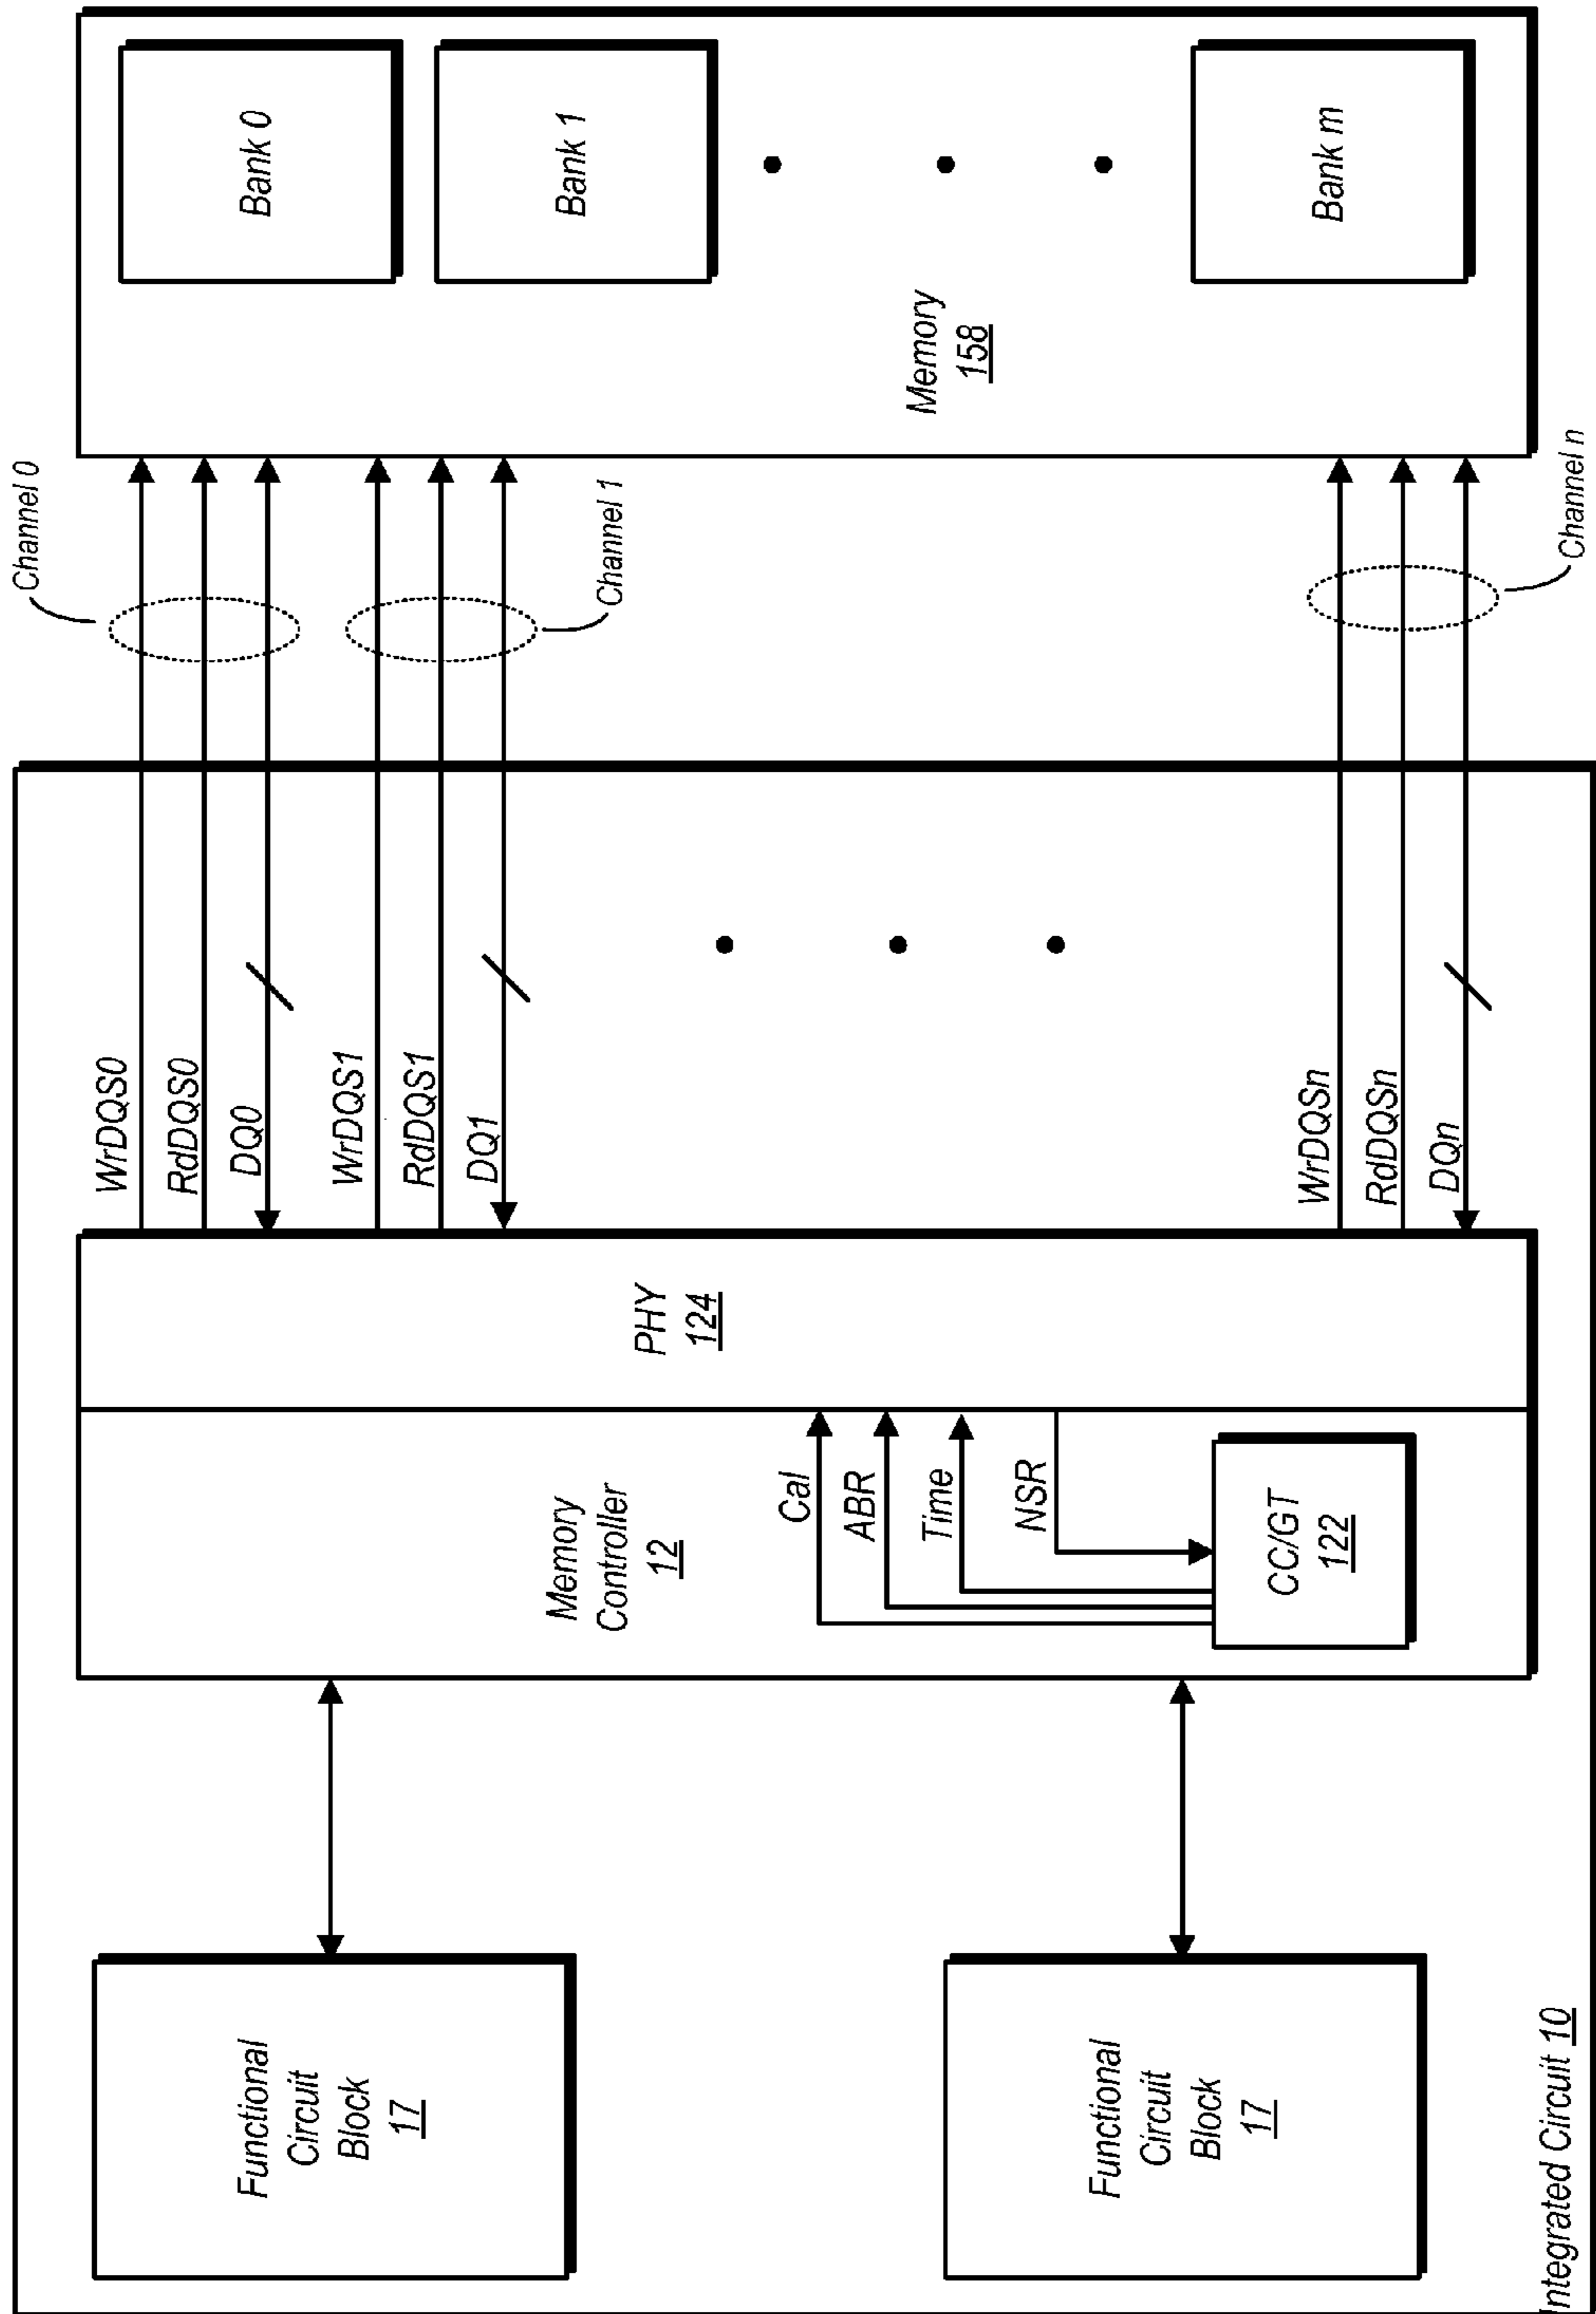 Functional
Circuit
Block
17
Functional
Circuit
Block
17
Integrated Circuit 10
Memory
Controller
12
Cal
ABR
Time
NSR
CC/GT
122
PHY
124
WrDQS0
RdDQS0
DQ0
WrDQS1
RdDQS1
DQ1
WrDQSn
RdDQSn
DQn
Channel 0
Channel 1
Channel n
Memory
158
Bank 0
Bank 1
Bank m